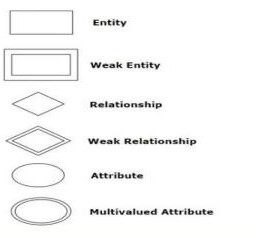 Entity
Weak Entity
Relationship
Weak Relationship
Attribute
Multivalued Attribute